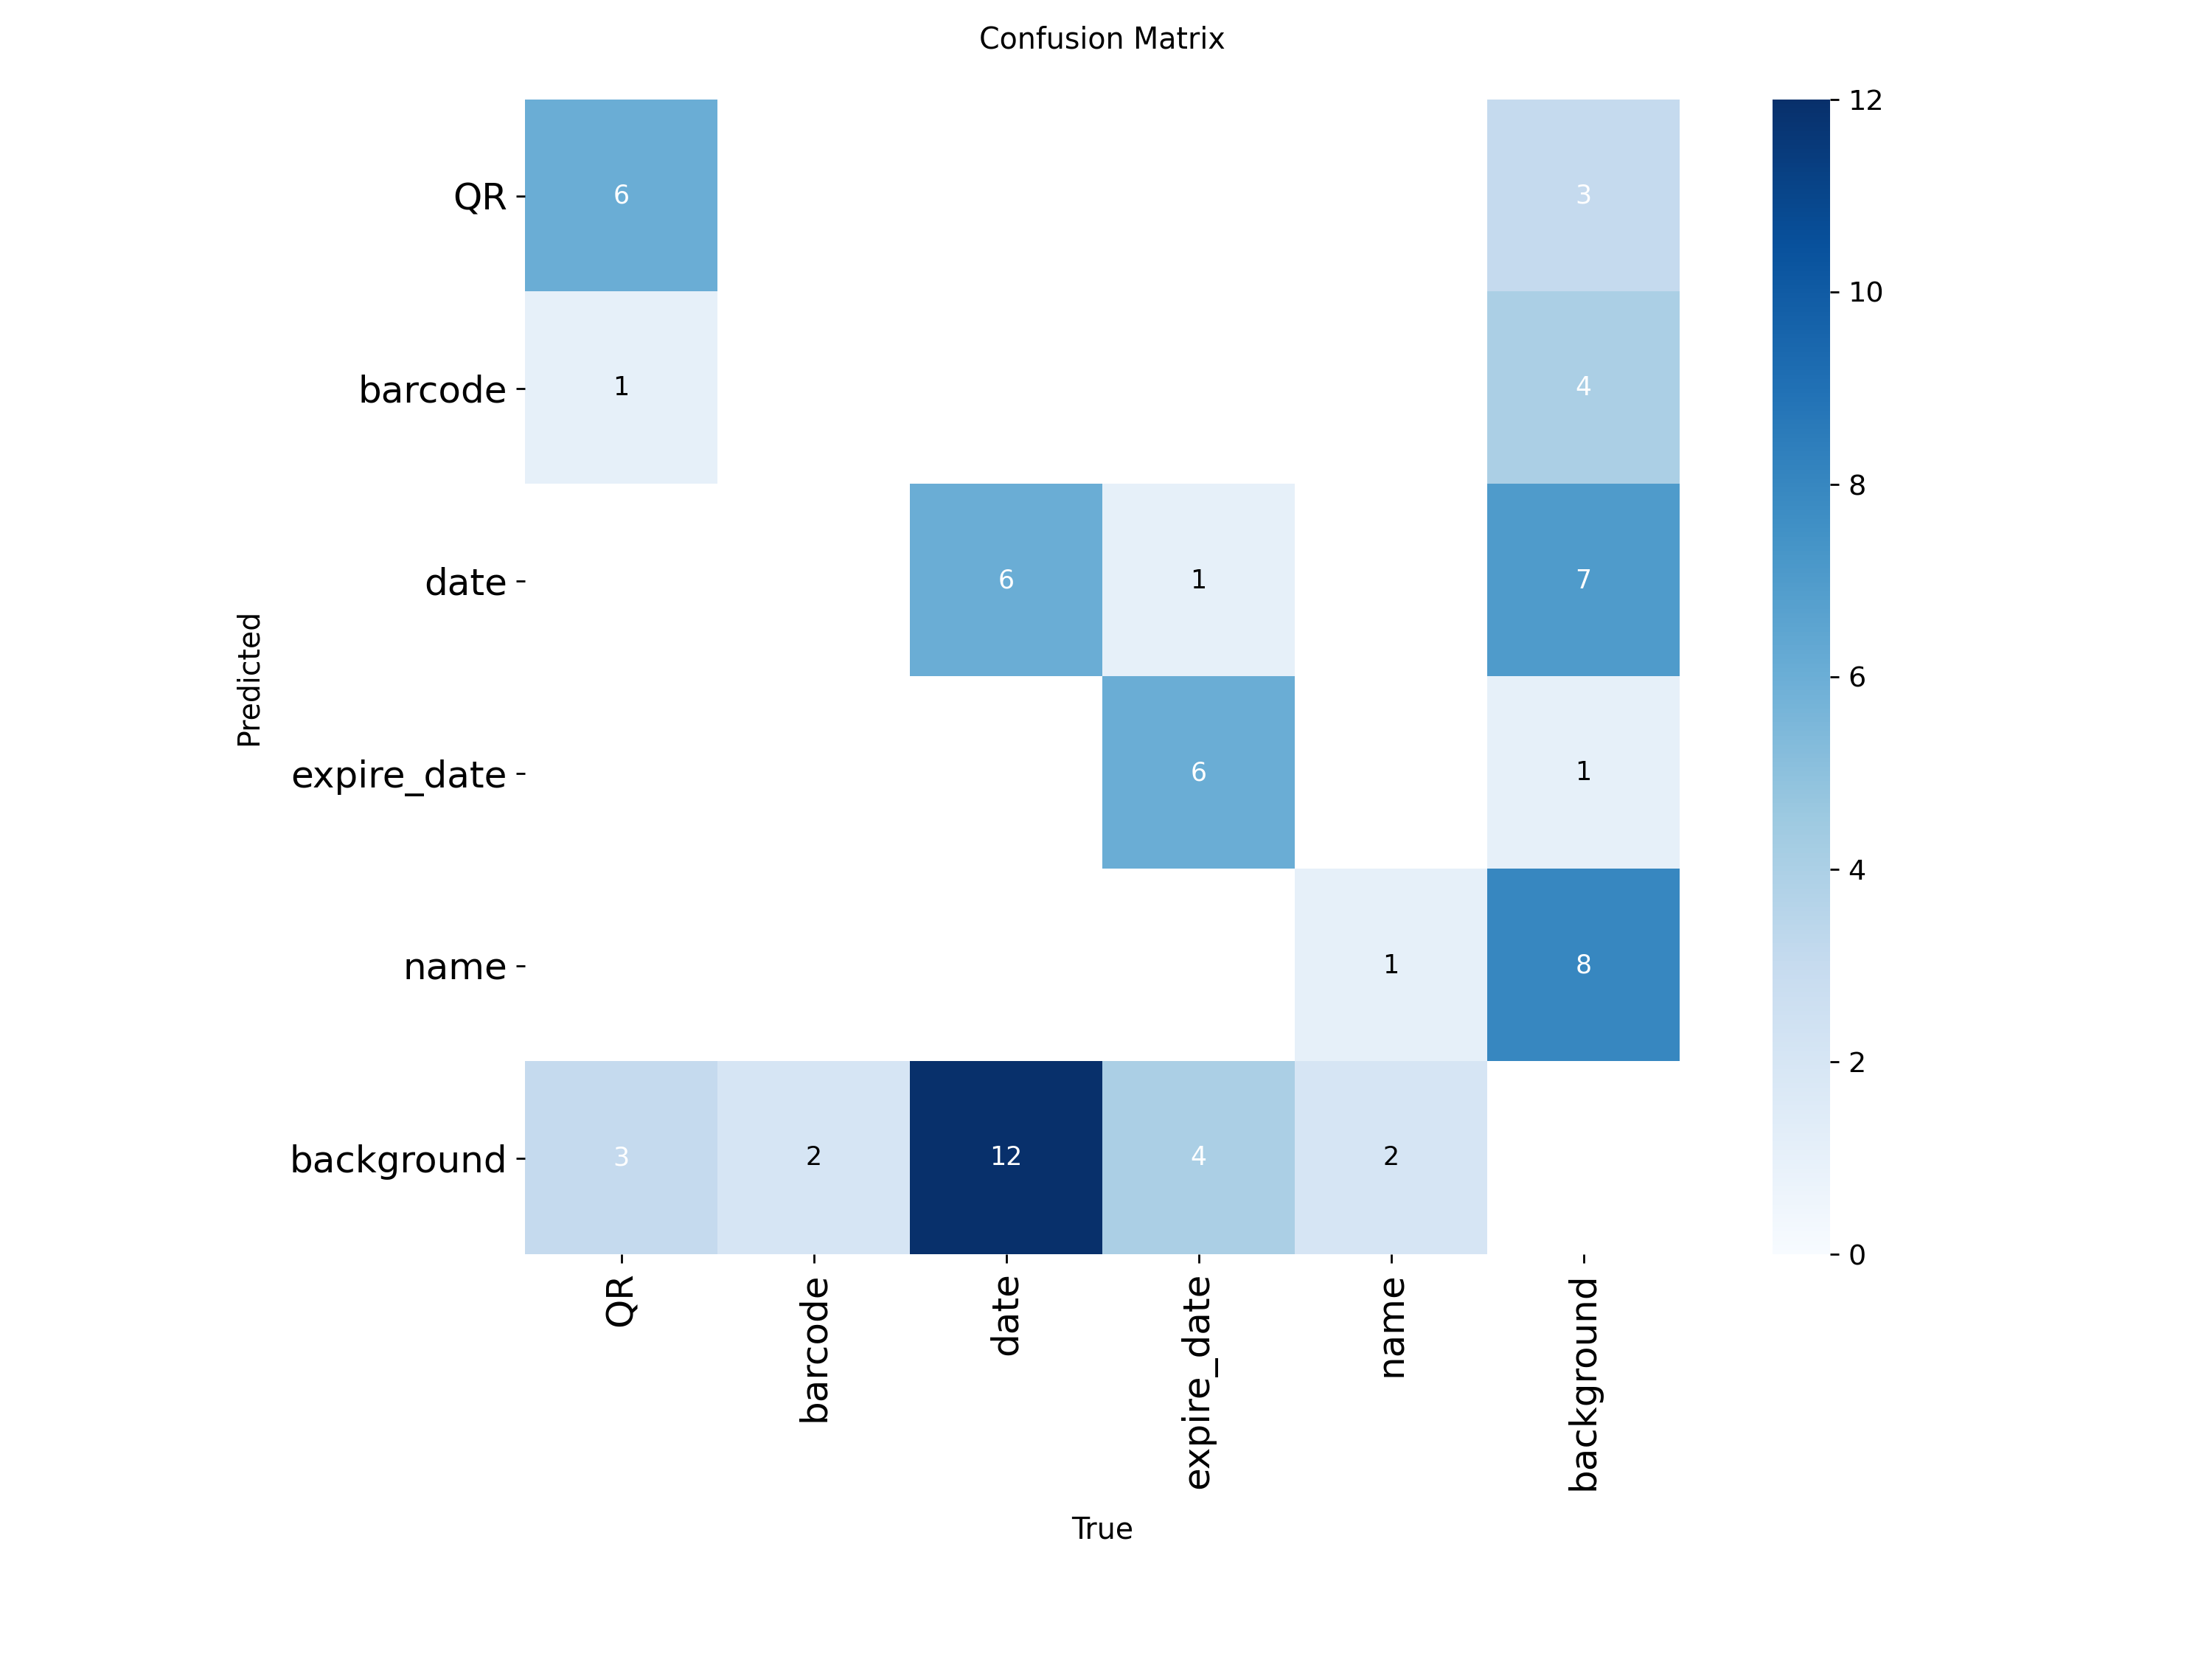 Confusion Matrix
12
QR
6
3
10
barcode
1
4
8
date
6
1
7
6
Predicted
expire_date
6
1
4
name
1
8
2
background
3
2
12
4
2
0
QR
barcode
date
expire_date
name
background
True